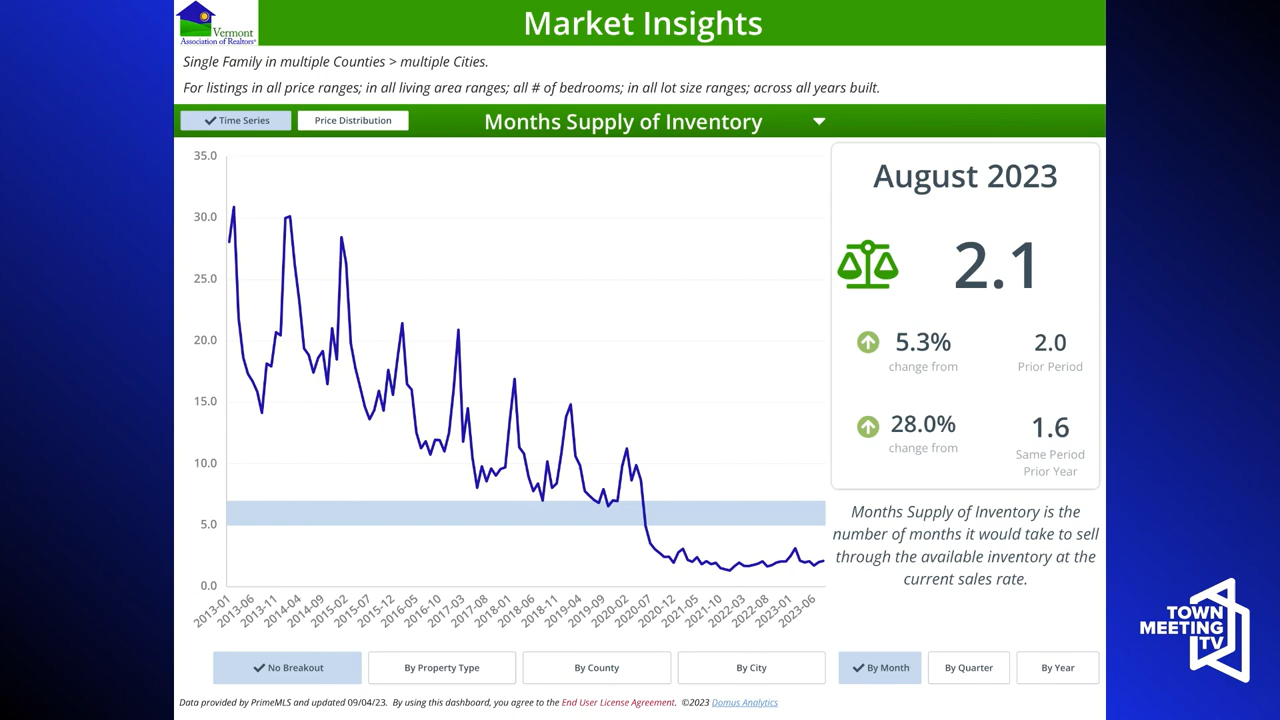 Vermont
Association of Realtors®
Market Insights
Single Family in multiple Counties > multiple Cities.
For listings in all price ranges; in all living area ranges; all # of bedrooms; in all lot size ranges; across all years built.
Time Series
Price Distribution
Months Supply of Inventory
35.0
30.0
25.0
20.0
15.0
10.0
5.0
0.0
2013-01
2013-06
2013-11
2014-04
2014-09
2015-02
2015-07
2015-12
2016-05
2016-10
2017-03
2017-08
2018-01
2018-06
2018-11
2019-04
2019-09
2020-02
2020-07
2020-12
2021-05
2021-10
2022-03
2022-08
2023-01
2023-06
August 2023
2.1
5.3%
change from
2.0
Prior Period
28.0%
change from
1.6
Same Period
Prior Year
Months Supply of Inventory is the
number of months it would take to sell
through the available inventory at the
current sales rate.
No Breakout
By Property Type
By County
By City
By Month
By Quarter
By Year
Data provided by PrimeMLS and updated 09/04/23. By using this dashboard, you agree to the End User License Agreement. ©2023 Domus Analytics
TOWN
MEETING
TV